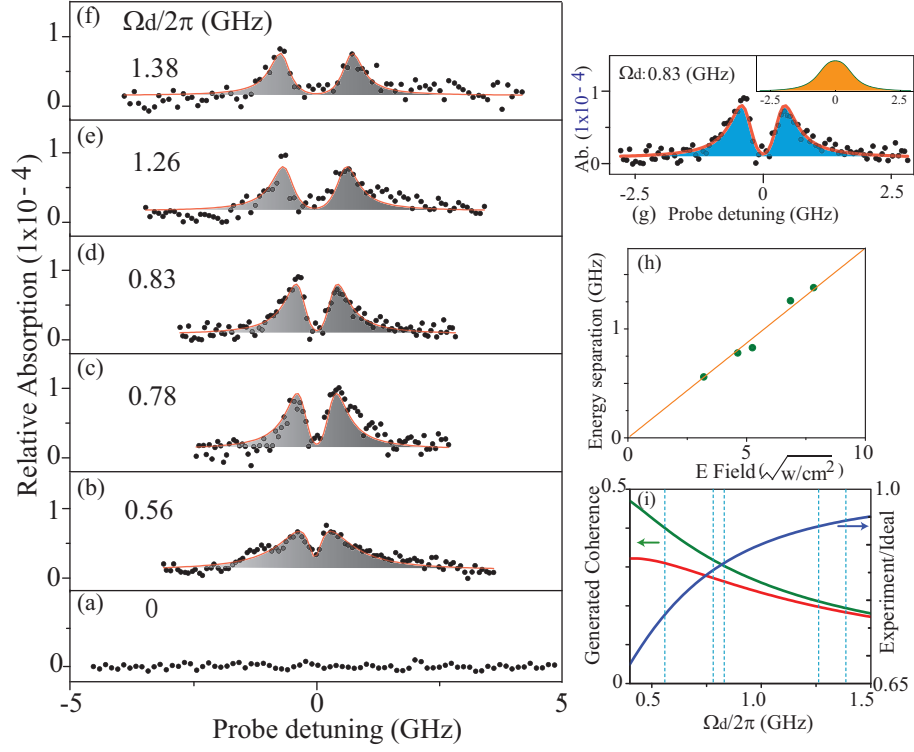 (f)
Ωd/2π (GHz)
1.38
1
0
(e)
1.26
1
0
(d)
0.83
1
0
(c)
0.78
1
0
(b)
0.56
1
0
(a)
0
0
Relative Absorption (1x10- 4)
-5
0
5
Probe detuning (GHz)
Ωd:0.83 (GHz)
-2.5
0
2.5
Ab. (1x10- 4)
1
0
-2.5
0
2.5
(g) Probe detuning (GHz)
(h)
Energy separation (GHz)
1
0
0
5
10
E Field(√w/cm²)
(i)
Generated Coherence
0.5
0
0.5
1.0
1.5
Ωd/2π (GHz)
1.0
0.65
Experiment/Ideal